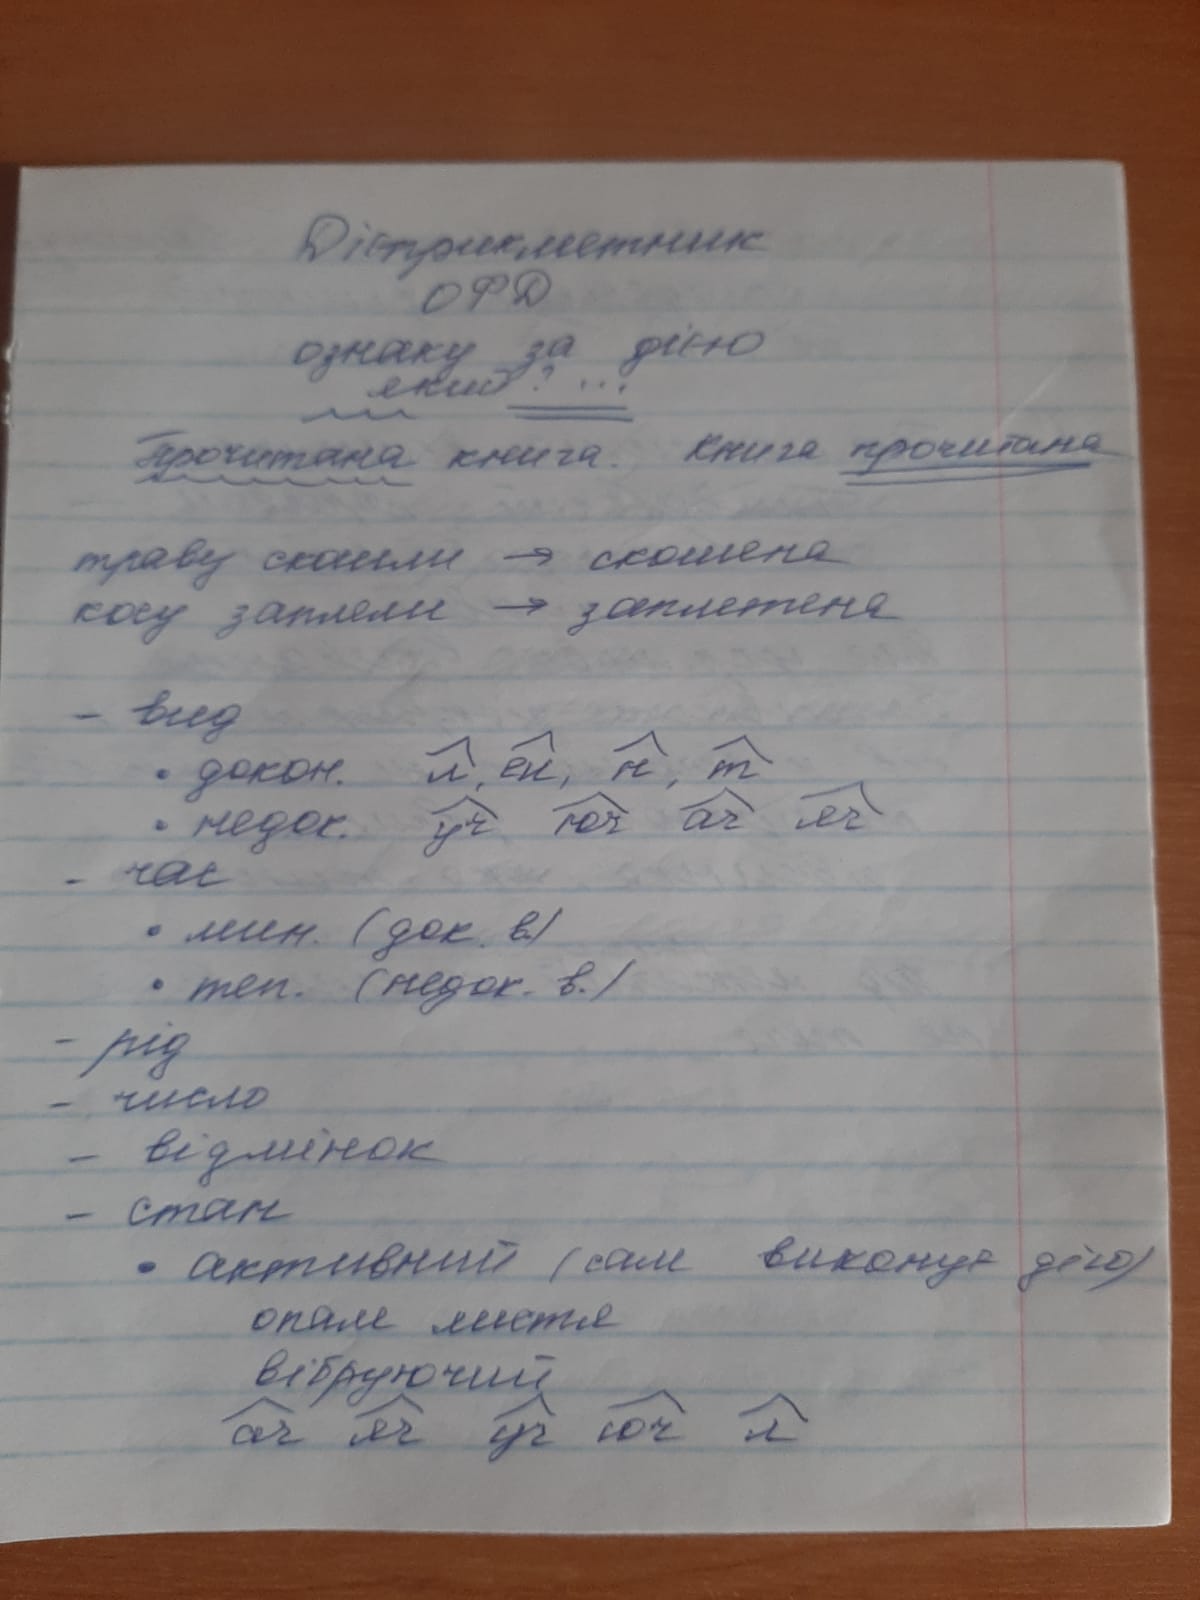 Дієприкметник
ОФД
ознаку за дією
який? ...
Прочитана книга. Книга прочитана
траву скосили → скошена
косу заплели → заплетена
- вид
• докон. л, ен, н, т
• недок. уч юч ач яч
- час
• мин. (док. в.)
• теп. (недок. в.)
- рід
- число
- відмінок
- стан
• активний (сам виконує дію)
опале листя
вібруючий
ач яч уч юч л